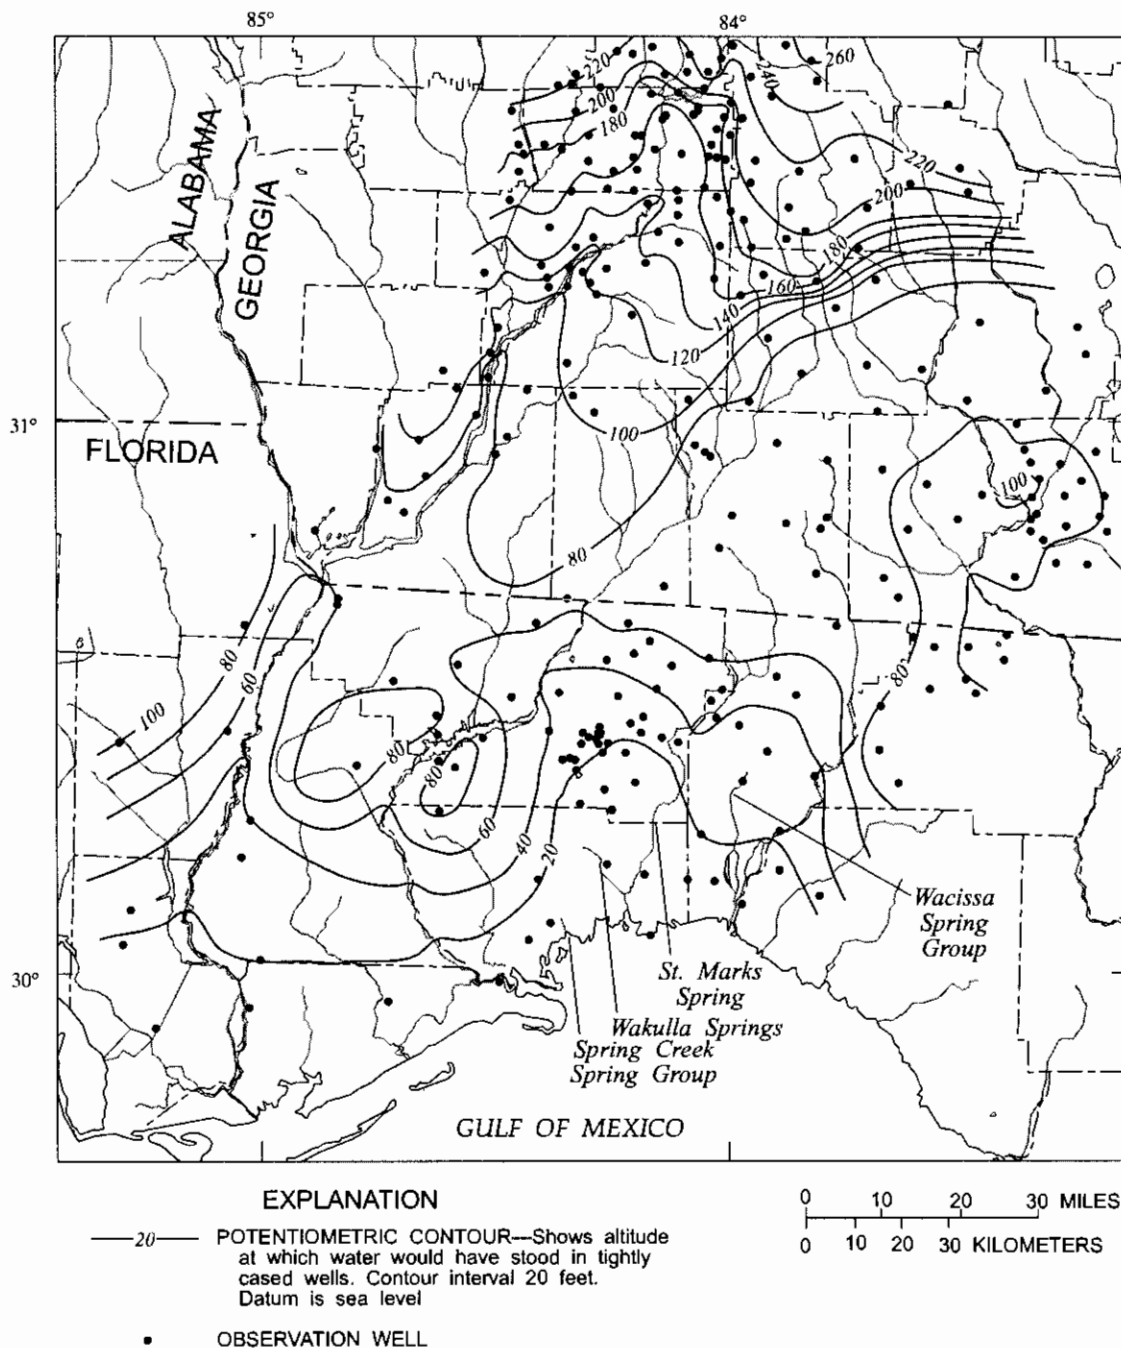 85°
84°
220
240
260
200
180
ALABAMA
GEORGIA
220
200
180
160
140
120
31°
100
FLORIDA
100
80
80
60
80
100
80
80
60
40
20
Wacissa
Spring
Group
St. Marks
Spring
30°
Wakulla Springs
Spring Creek
Spring Group
GULF OF MEXICO
EXPLANATION
0 10 20 30 MILES
0 10 20 30 KILOMETERS
20 POTENTIOMETRIC CONTOUR—Shows altitude
at which water would have stood in tightly
cased wells. Contour interval 20 feet.
Datum is sea level
OBSERVATION WELL